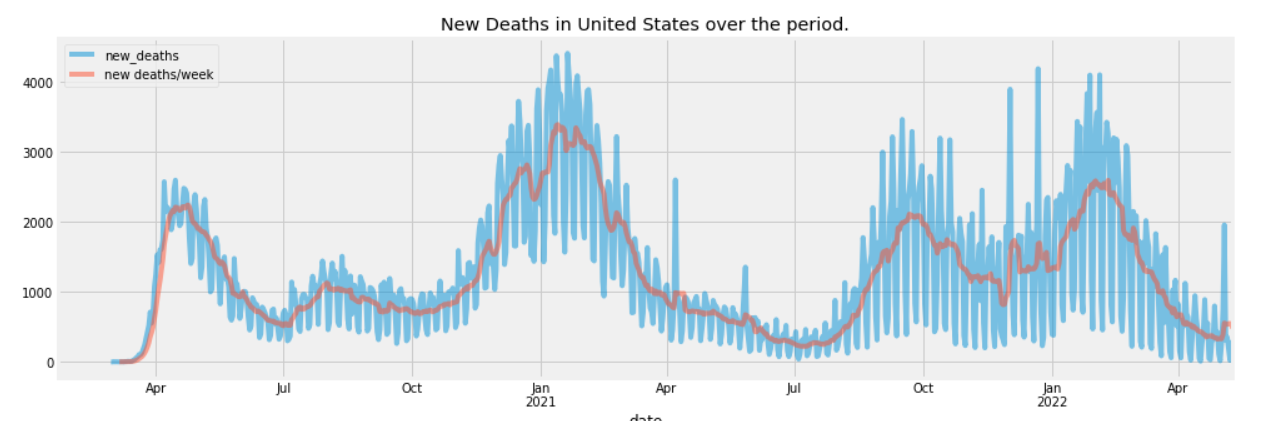 New Deaths in United States over the period.
new_deaths
new deaths/week
4000
3000
2000
1000
0
Apr
Jul
Oct
Jan
2021
Apr
Jul
Oct
Jan
2022
Apr
date